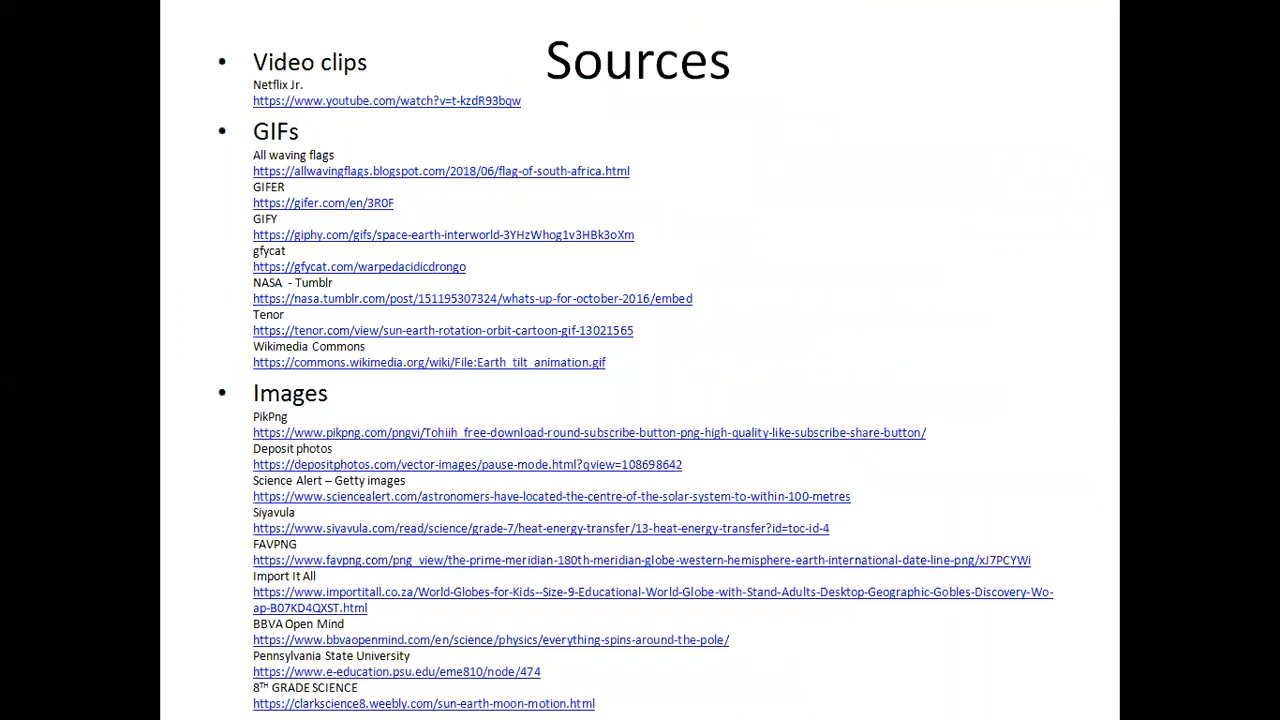 Sources
• Video clips
Netflix Jr.
https://www.youtube.com/watch?v=t-kzdR93bqw
• GIFs
All waving flags
https://allwavingflags.blogspot.com/2018/06/flag-of-south-africa.html
GIFER
https://gifer.com/en/3R0F
GIFY
https://giphy.com/gifs/space-earth-interworld-3YHzWhog1v3HBk3oXm
gfycat
https://gfycat.com/warpedacidicdrongo
NASA - Tumblr
https://nasa.tumblr.com/post/151195307324/whats-up-for-october-2016/embed
Tenor
https://tenor.com/view/sun-earth-rotation-orbit-cartoon-gif-13021565
Wikimedia Commons
https://commons.wikimedia.org/wiki/File:Earth_tilt_animation.gif
• Images
PikPng
https://www.pikpng.com/pngvi/Tohiih_free-download-round-subscribe-button-png-high-quality-like-subscribe-share-button/
Deposit photos
https://depositphotos.com/vector-images/pause-mode.html?qview=108698642
Science Alert – Getty images
https://www.sciencealert.com/astronomers-have-located-the-centre-of-the-solar-system-to-within-100-metres
Siyavula
https://www.siyavula.com/read/science/grade-7/heat-energy-transfer/13-heat-energy-transfer?id=toc-id-4
FAVPNG
https://www.favpng.com/png_view/the-prime-meridian-180th-meridian-globe-western-hemisphere-earth-international-date-line-png/xJ7PCYWi
Import It All
https://www.importitall.co.za/World-Globes-for-Kids--Size-9-Educational-World-Globe-with-Stand-Adults-Desktop-Geographic-Gobles-Discovery-Wo-
ap-B07KD4QXST.html
BBVA Open Mind
https://www.bbvaopenmind.com/en/science/physics/everything-spins-around-the-pole/
Pennsylvania State University
https://www.e-education.psu.edu/eme810/node/474
8TH GRADE SCIENCE
https://clarkscience8.weebly.com/sun-earth-moon-motion.html